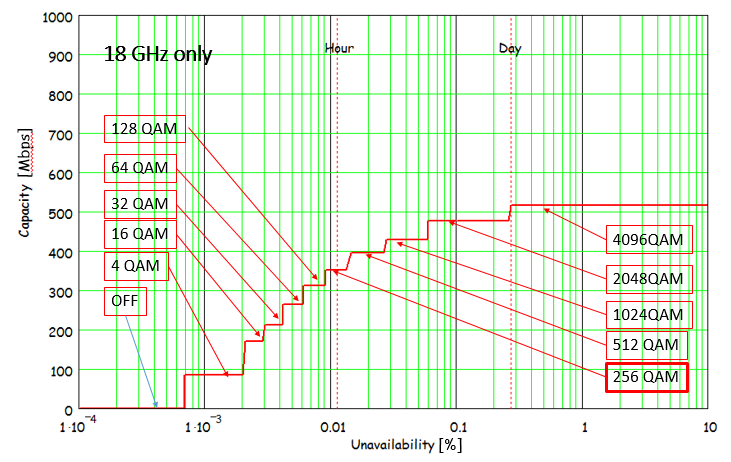 1000
900
800
700
600
500
400
300
200
100
0
Capacity [Mbps]
18 GHz only
Hour
Day
128 QAM
64 QAM
32 QAM
16 QAM
4 QAM
OFF
4096QAM
2048QAM
1024QAM
512 QAM
256 QAM
1·10⁻⁴
1·10⁻³
0.01
0.1
1
10
Unavailability [%]